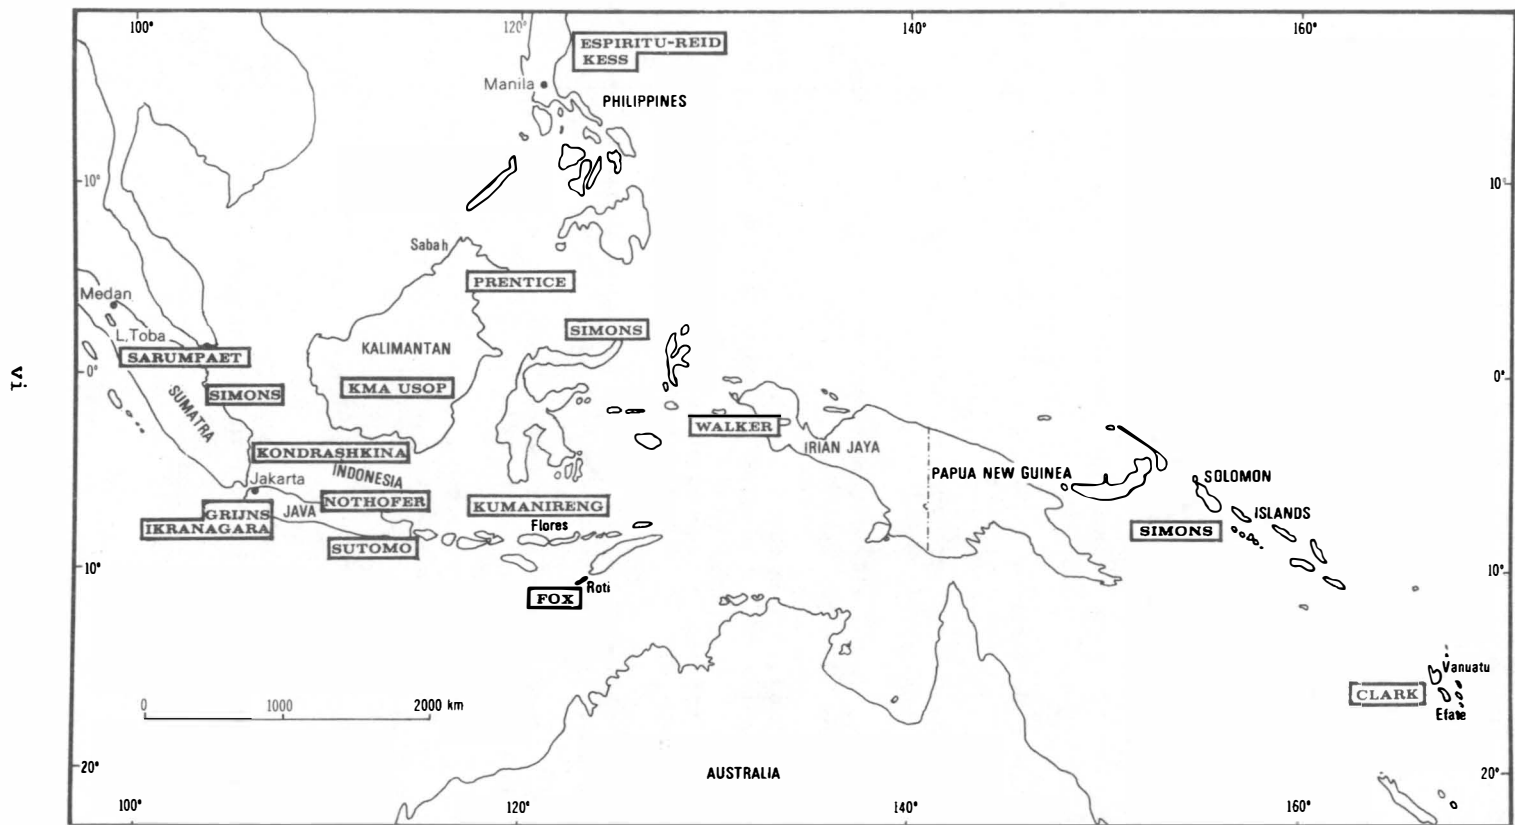 100°
120°
140°
160°
ESPIRITU-REID
KESS
Manila
PHILIPPINES
10°
10°
Sabah
PRENTICE
Medan
L.Toba
SARUMPAET
SIMONS
KALIMANTAN
0°
0°
SIMONS
KMA USOP
SUMATRA
WALKER
IRIAN JAYA
KONDRASHKINA
INDONESIA
Jakarta
PAPUA NEW GUINEA
SOLOMON
ISLANDS
NOTHOFER
KUMANIRENG
GRIJNS
JAVA
IKRANAGARA
Flores
SIMONS
SUTOMO
10°
10°
Roti
FOX
Vanuatu
CLARK
Efate
0
1000
2000 km
AUSTRALIA
20°
20°
100°
120°
140°
160°
vi